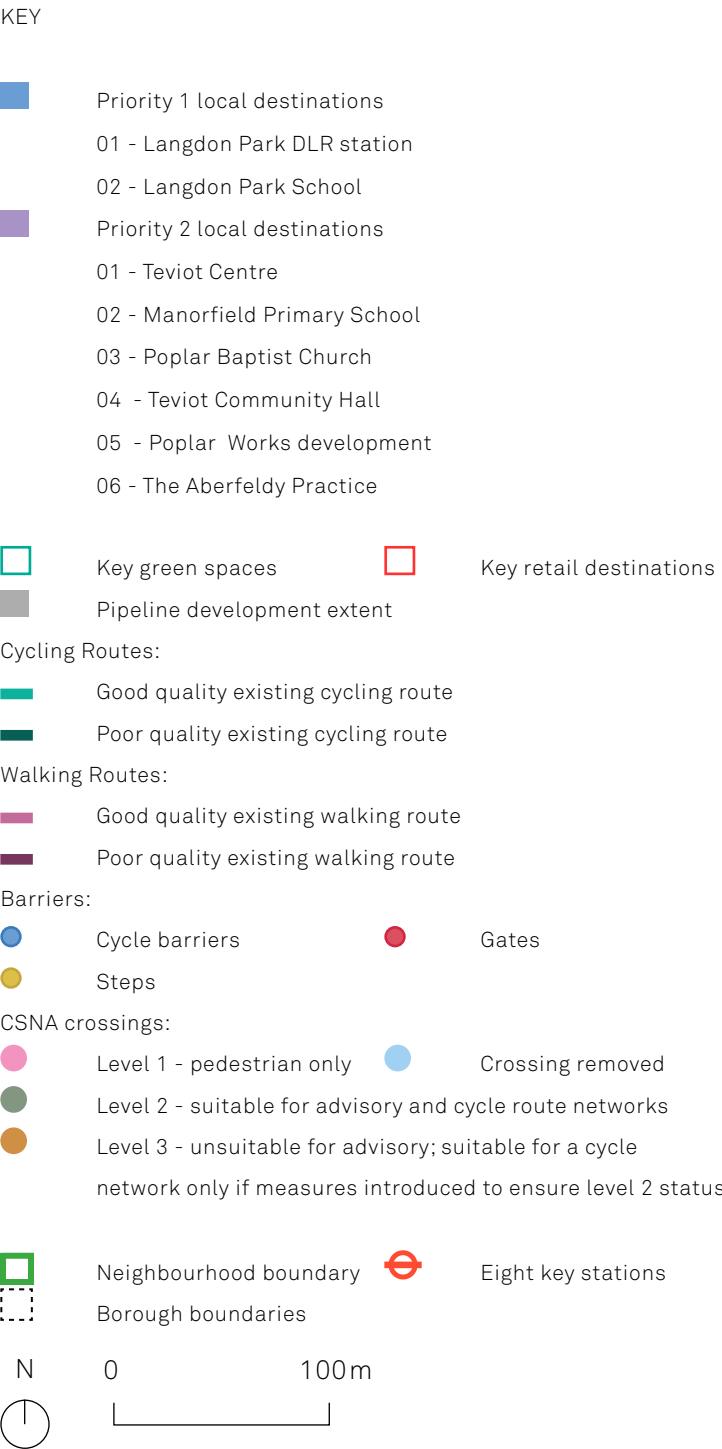 KEY
Priority 1 local destinations
01 - Langdon Park DLR station
02 - Langdon Park School
Priority 2 local destinations
01 - Teviot Centre
02 - Manorfield Primary School
03 - Poplar Baptist Church
04 - Teviot Community Hall
05 - Poplar Works development
06 - The Aberfeldy Practice
Key green spaces Key retail destinations
Pipeline development extent
Cycling Routes:
Good quality existing cycling route
Poor quality existing cycling route
Walking Routes:
Good quality existing walking route
Poor quality existing walking route
Barriers:
Cycle barriers Gates
Steps
CSNA crossings:
Level 1 - pedestrian only Crossing removed
Level 2 - suitable for advisory and cycle route networks
Level 3 - unsuitable for advisory; suitable for a cycle
network only if measures introduced to ensure level 2 status
Neighbourhood boundary Eight key stations
Borough boundaries
N 0 100m